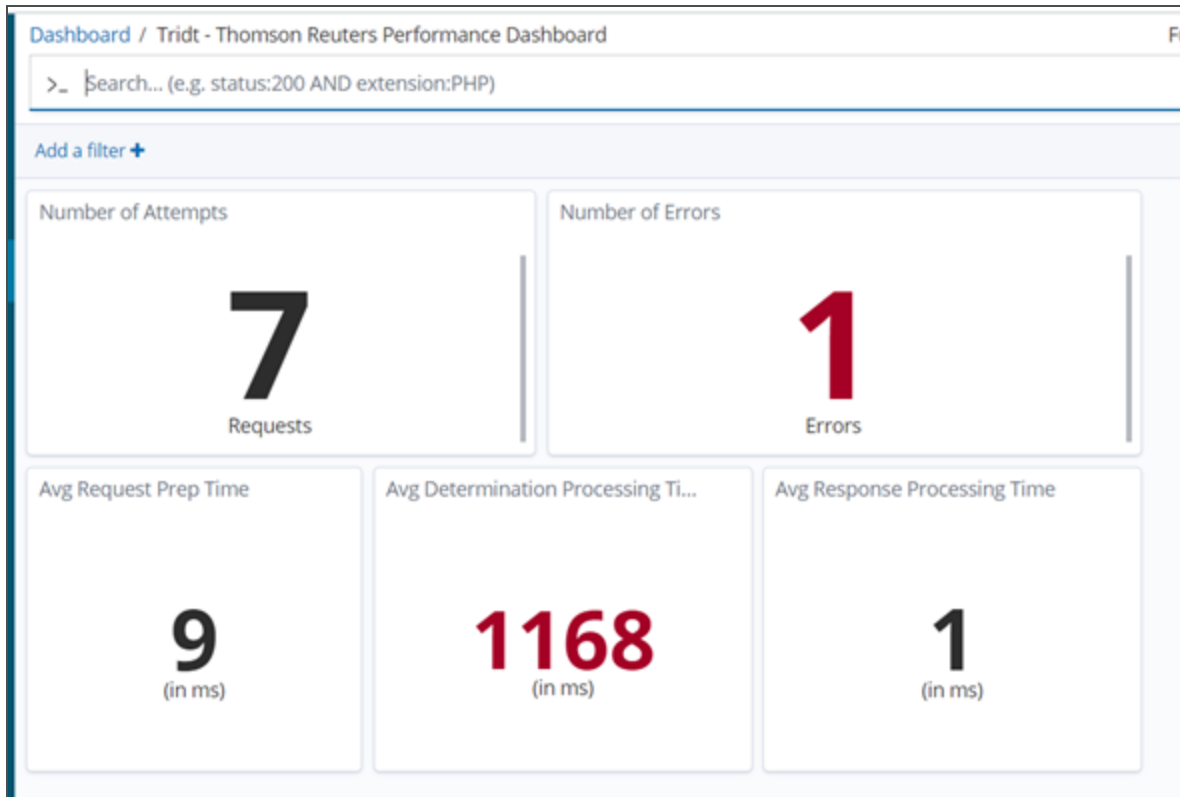 Dashboard / Tridt - Thomson Reuters Performance Dashboard
>_ Search... (e.g. status:200 AND extension:PHP)
Add a filter +
Number of Attempts
7
Requests
Number of Errors
1
Errors
Avg Request Prep Time
9
(in ms)
Avg Determination Processing Ti...
1168
(in ms)
Avg Response Processing Time
1
(in ms)